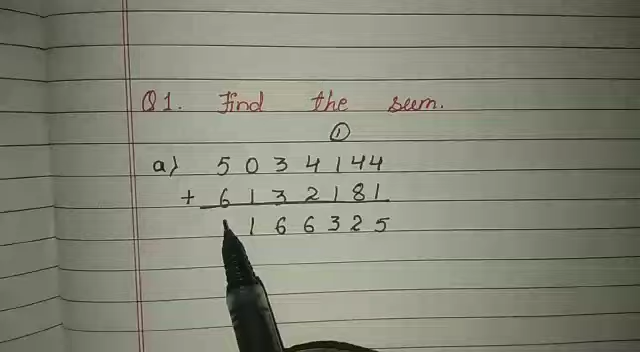 Q1. Find the sum.
①
a) 5 0 3 4 1 4 4
+ 6 1 3 2 1 8 1
1 6 6 3 2 5